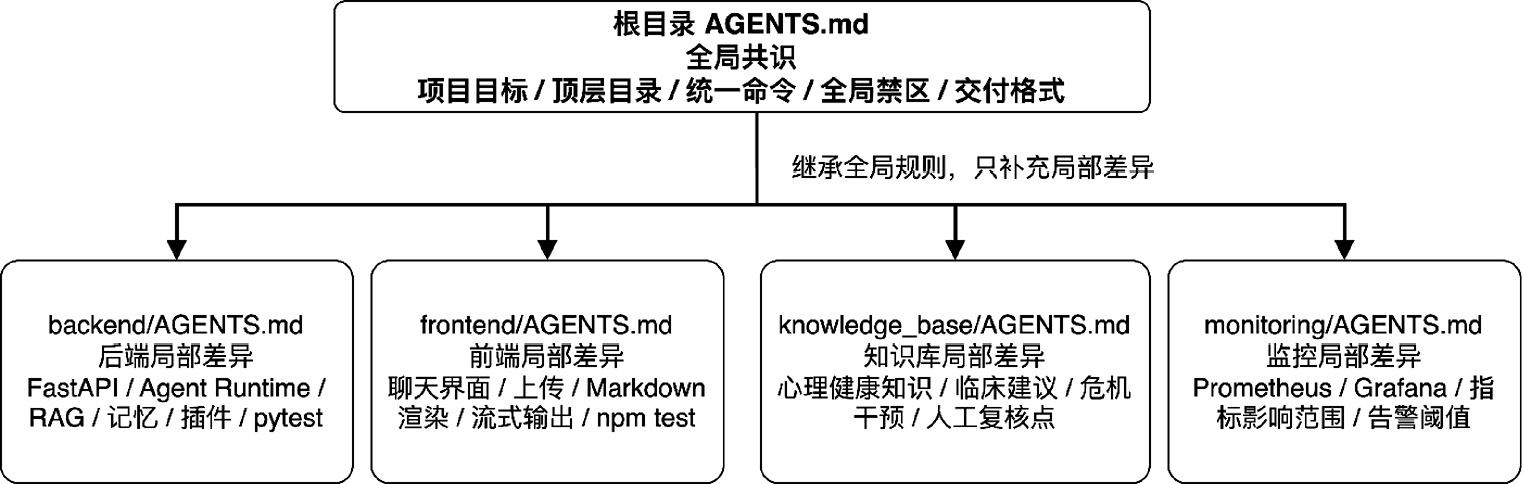 根目录 AGENTS.md
全局共识
项目目标 / 顶层目录 / 统一命令 / 全局禁区 / 交付格式
继承全局规则，只补充局部差异
backend/AGENTS.md
后端局部差异
FastAPI / Agent Runtime /
RAG / 记忆 / 插件 / pytest
frontend/AGENTS.md
前端局部差异
聊天界面 / 上传 / Markdown
渲染 / 流式输出 / npm test
knowledge_base/AGENTS.md
知识库局部差异
心理健康知识 / 临床建议 / 危机
干预 / 人工复核点
monitoring/AGENTS.md
监控局部差异
Prometheus / Grafana / 指
标影响范围 / 告警阈值